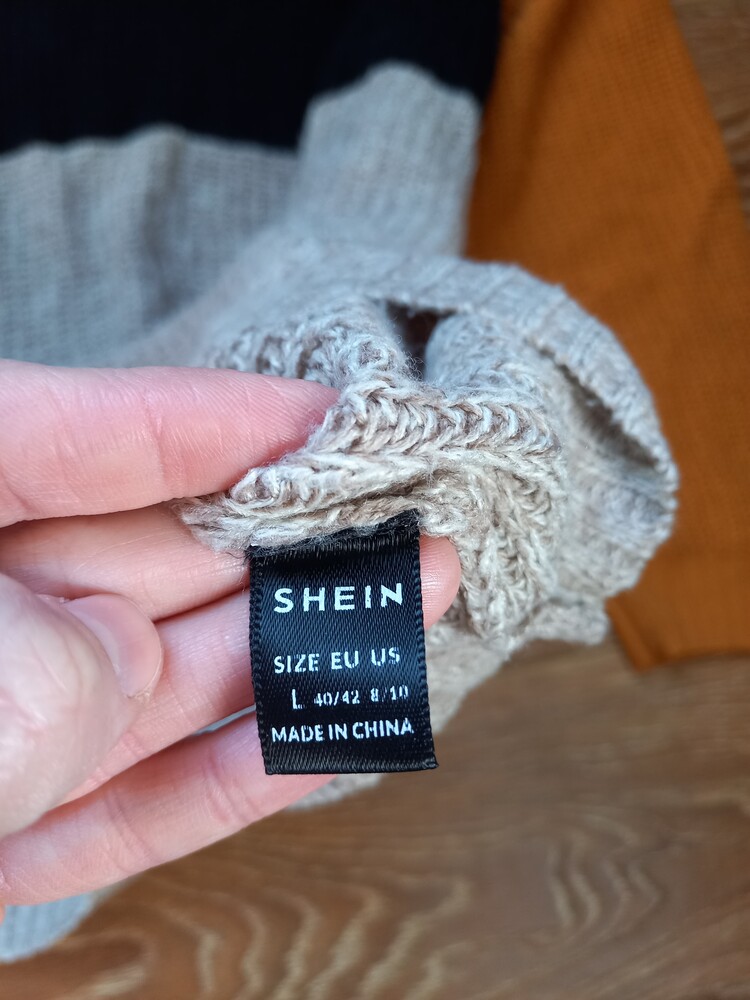 SHEIN
SIZE EU US
L 40/42 8/10
MADE IN CHINA